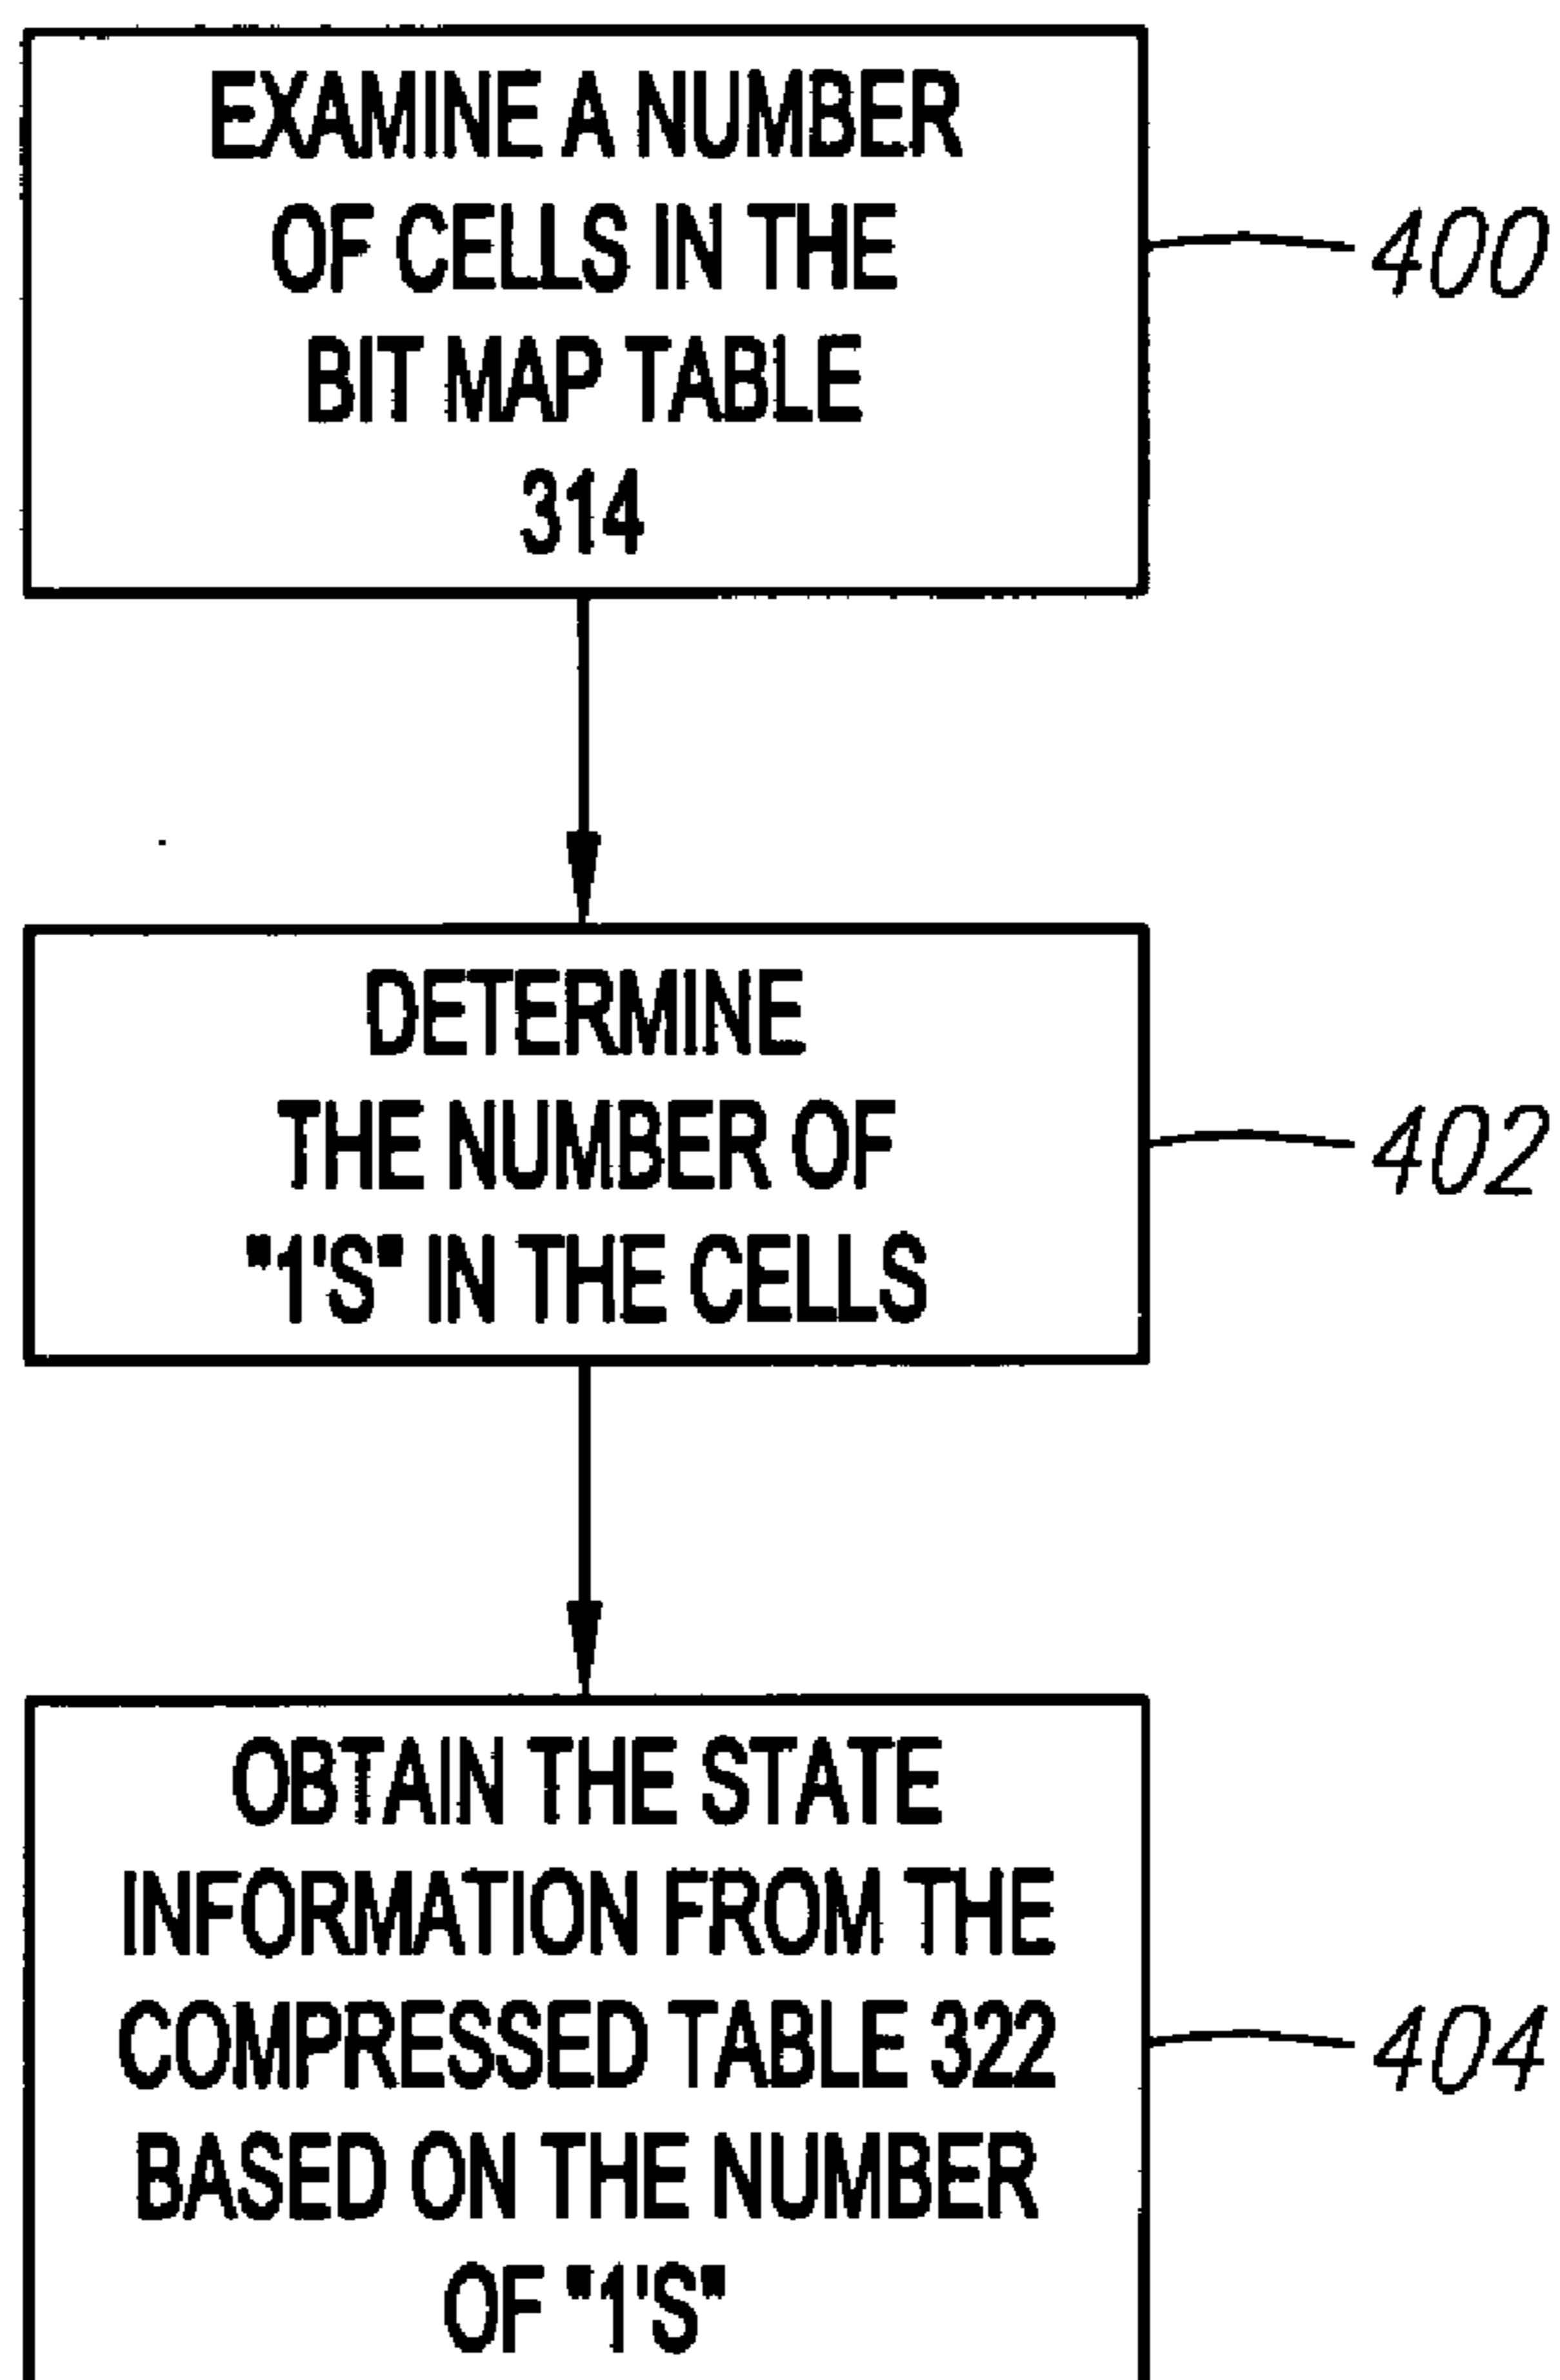 EXAMINE A NUMBER
OF CELLS IN THE
BIT MAP TABLE
314
400
DETERMINE
THE NUMBER OF
"1'S" IN THE CELLS
402
OBTAIN THE STATE
INFORMATION FROM THE
COMPRESSED TABLE 322
BASED ON THE NUMBER
OF "1'S"
404